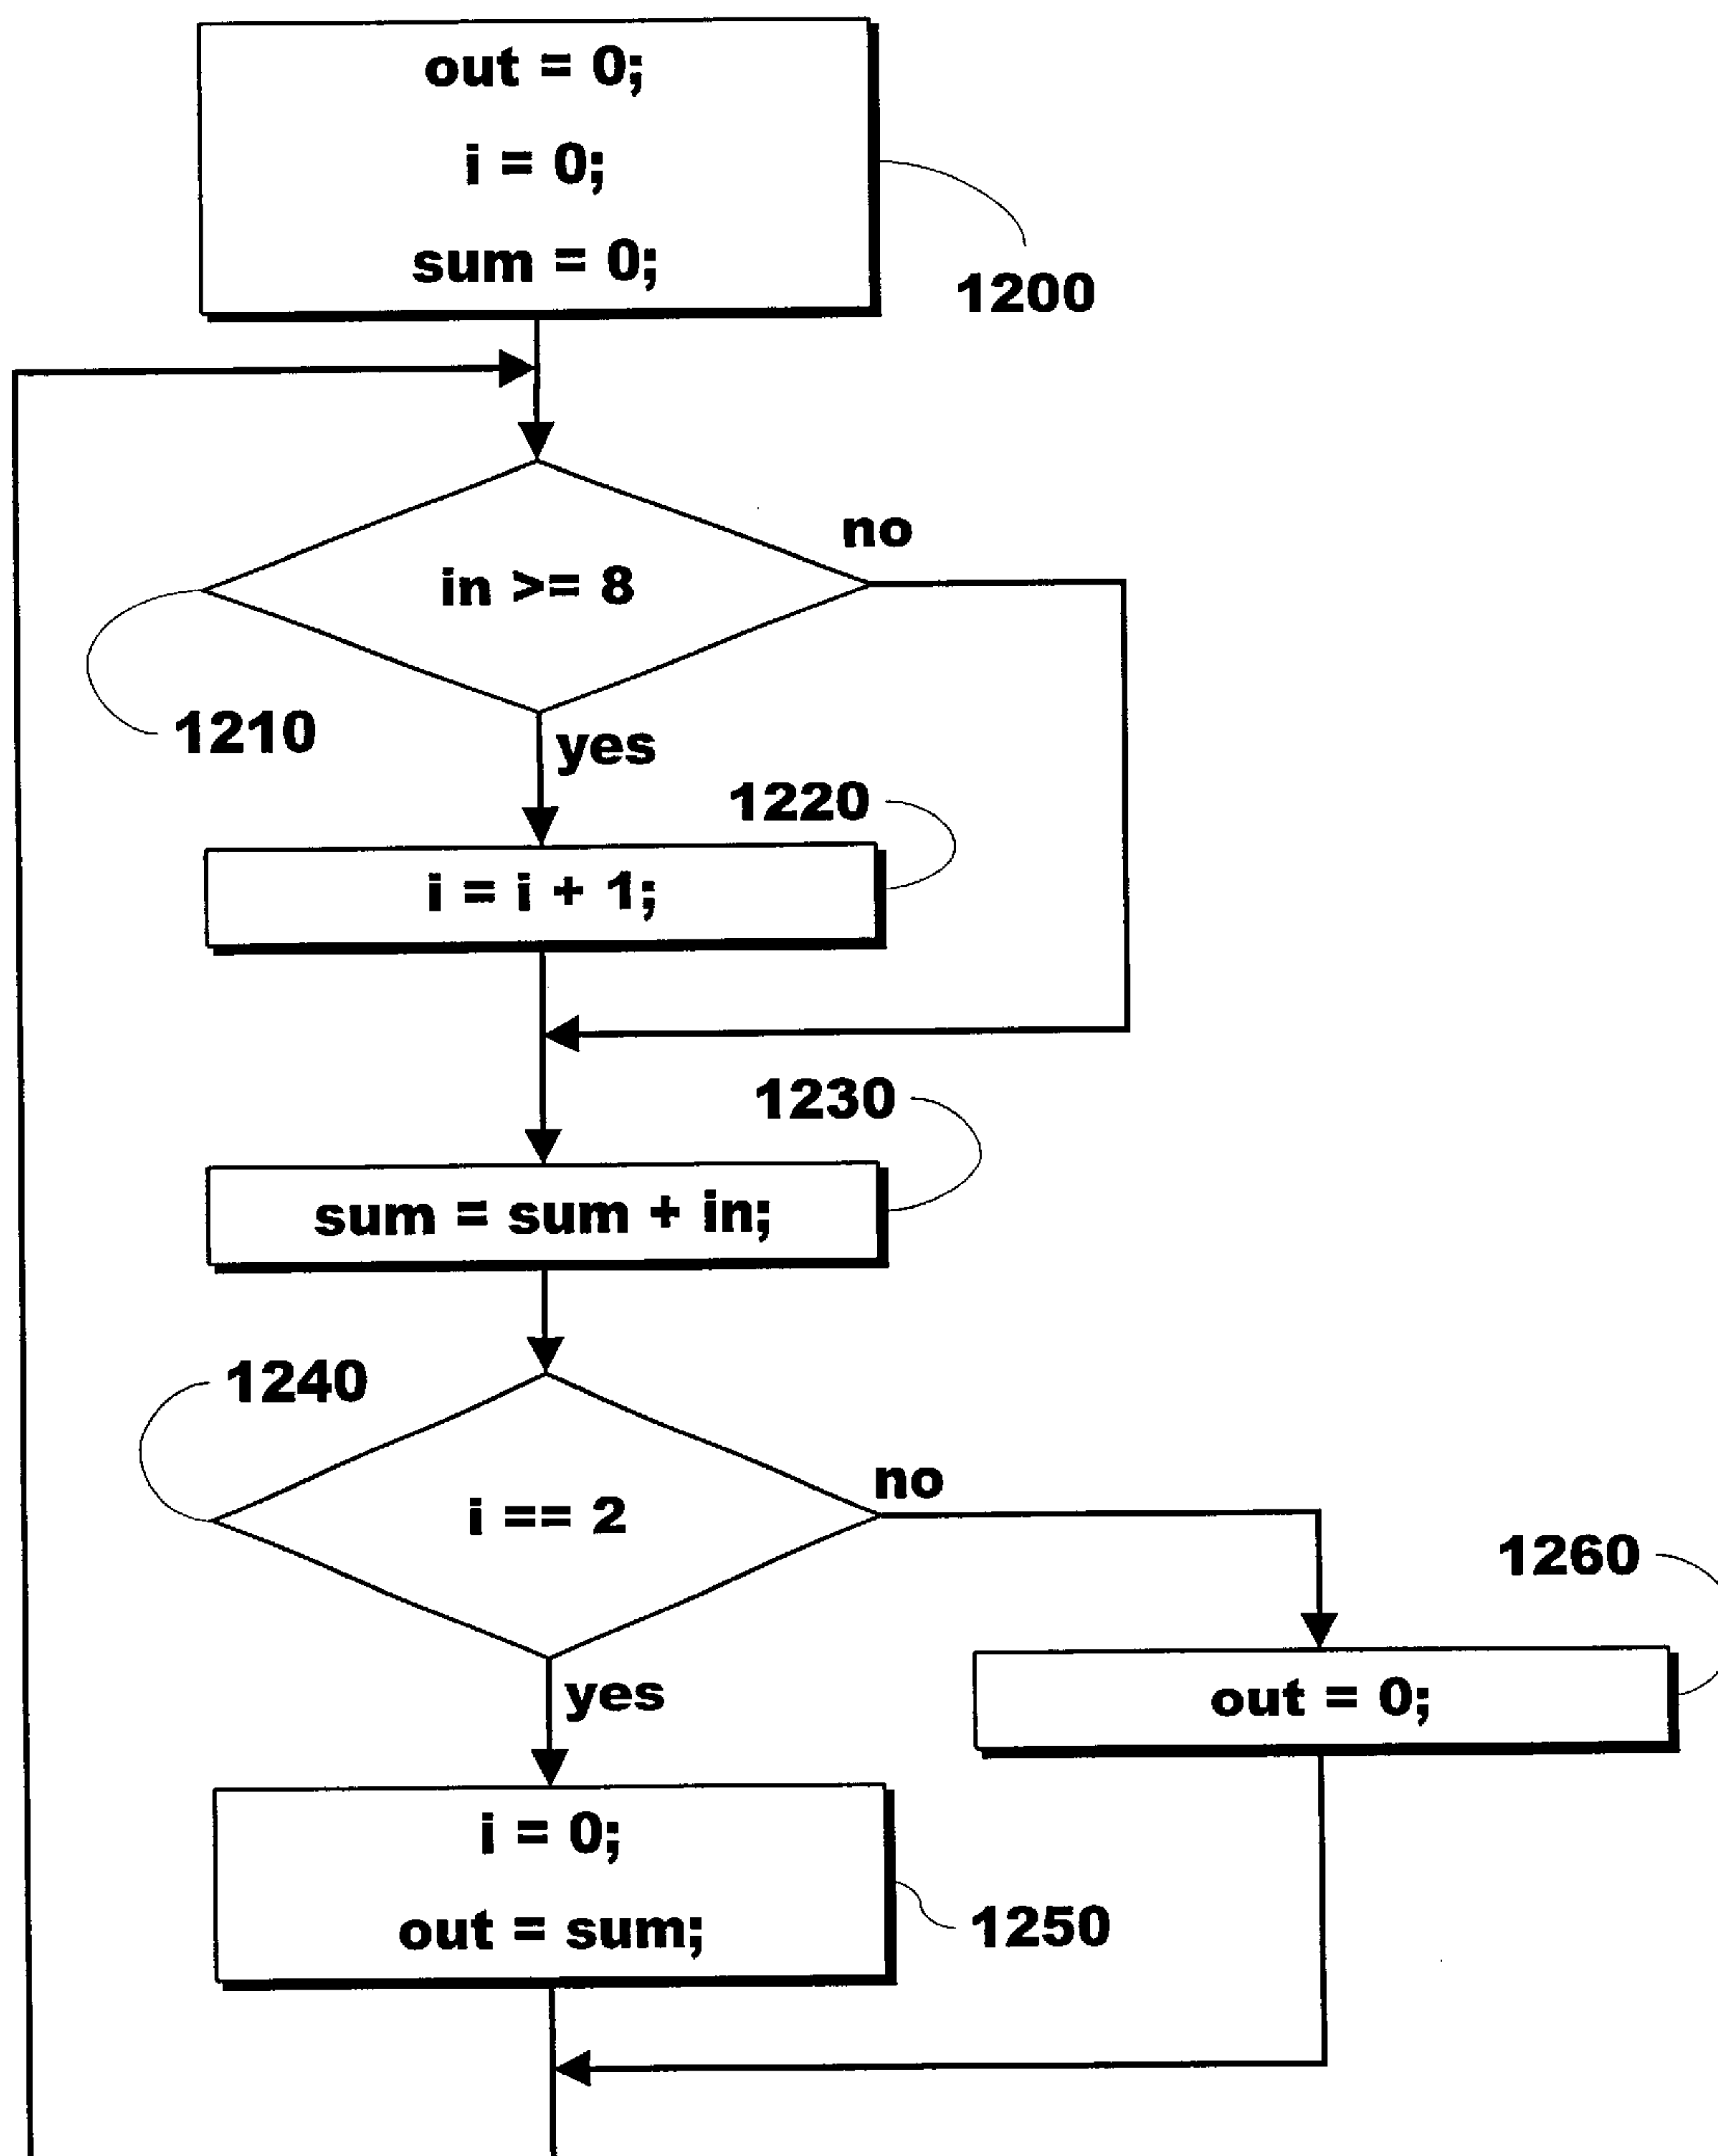 out = 0;
i = 0;
sum = 0;
1200
no
in >= 8
1210
yes
1220
i = i + 1;
1230
sum = sum + in;
1240
no
i == 2
1260
yes
out = 0;
i = 0;
out = sum;
1250